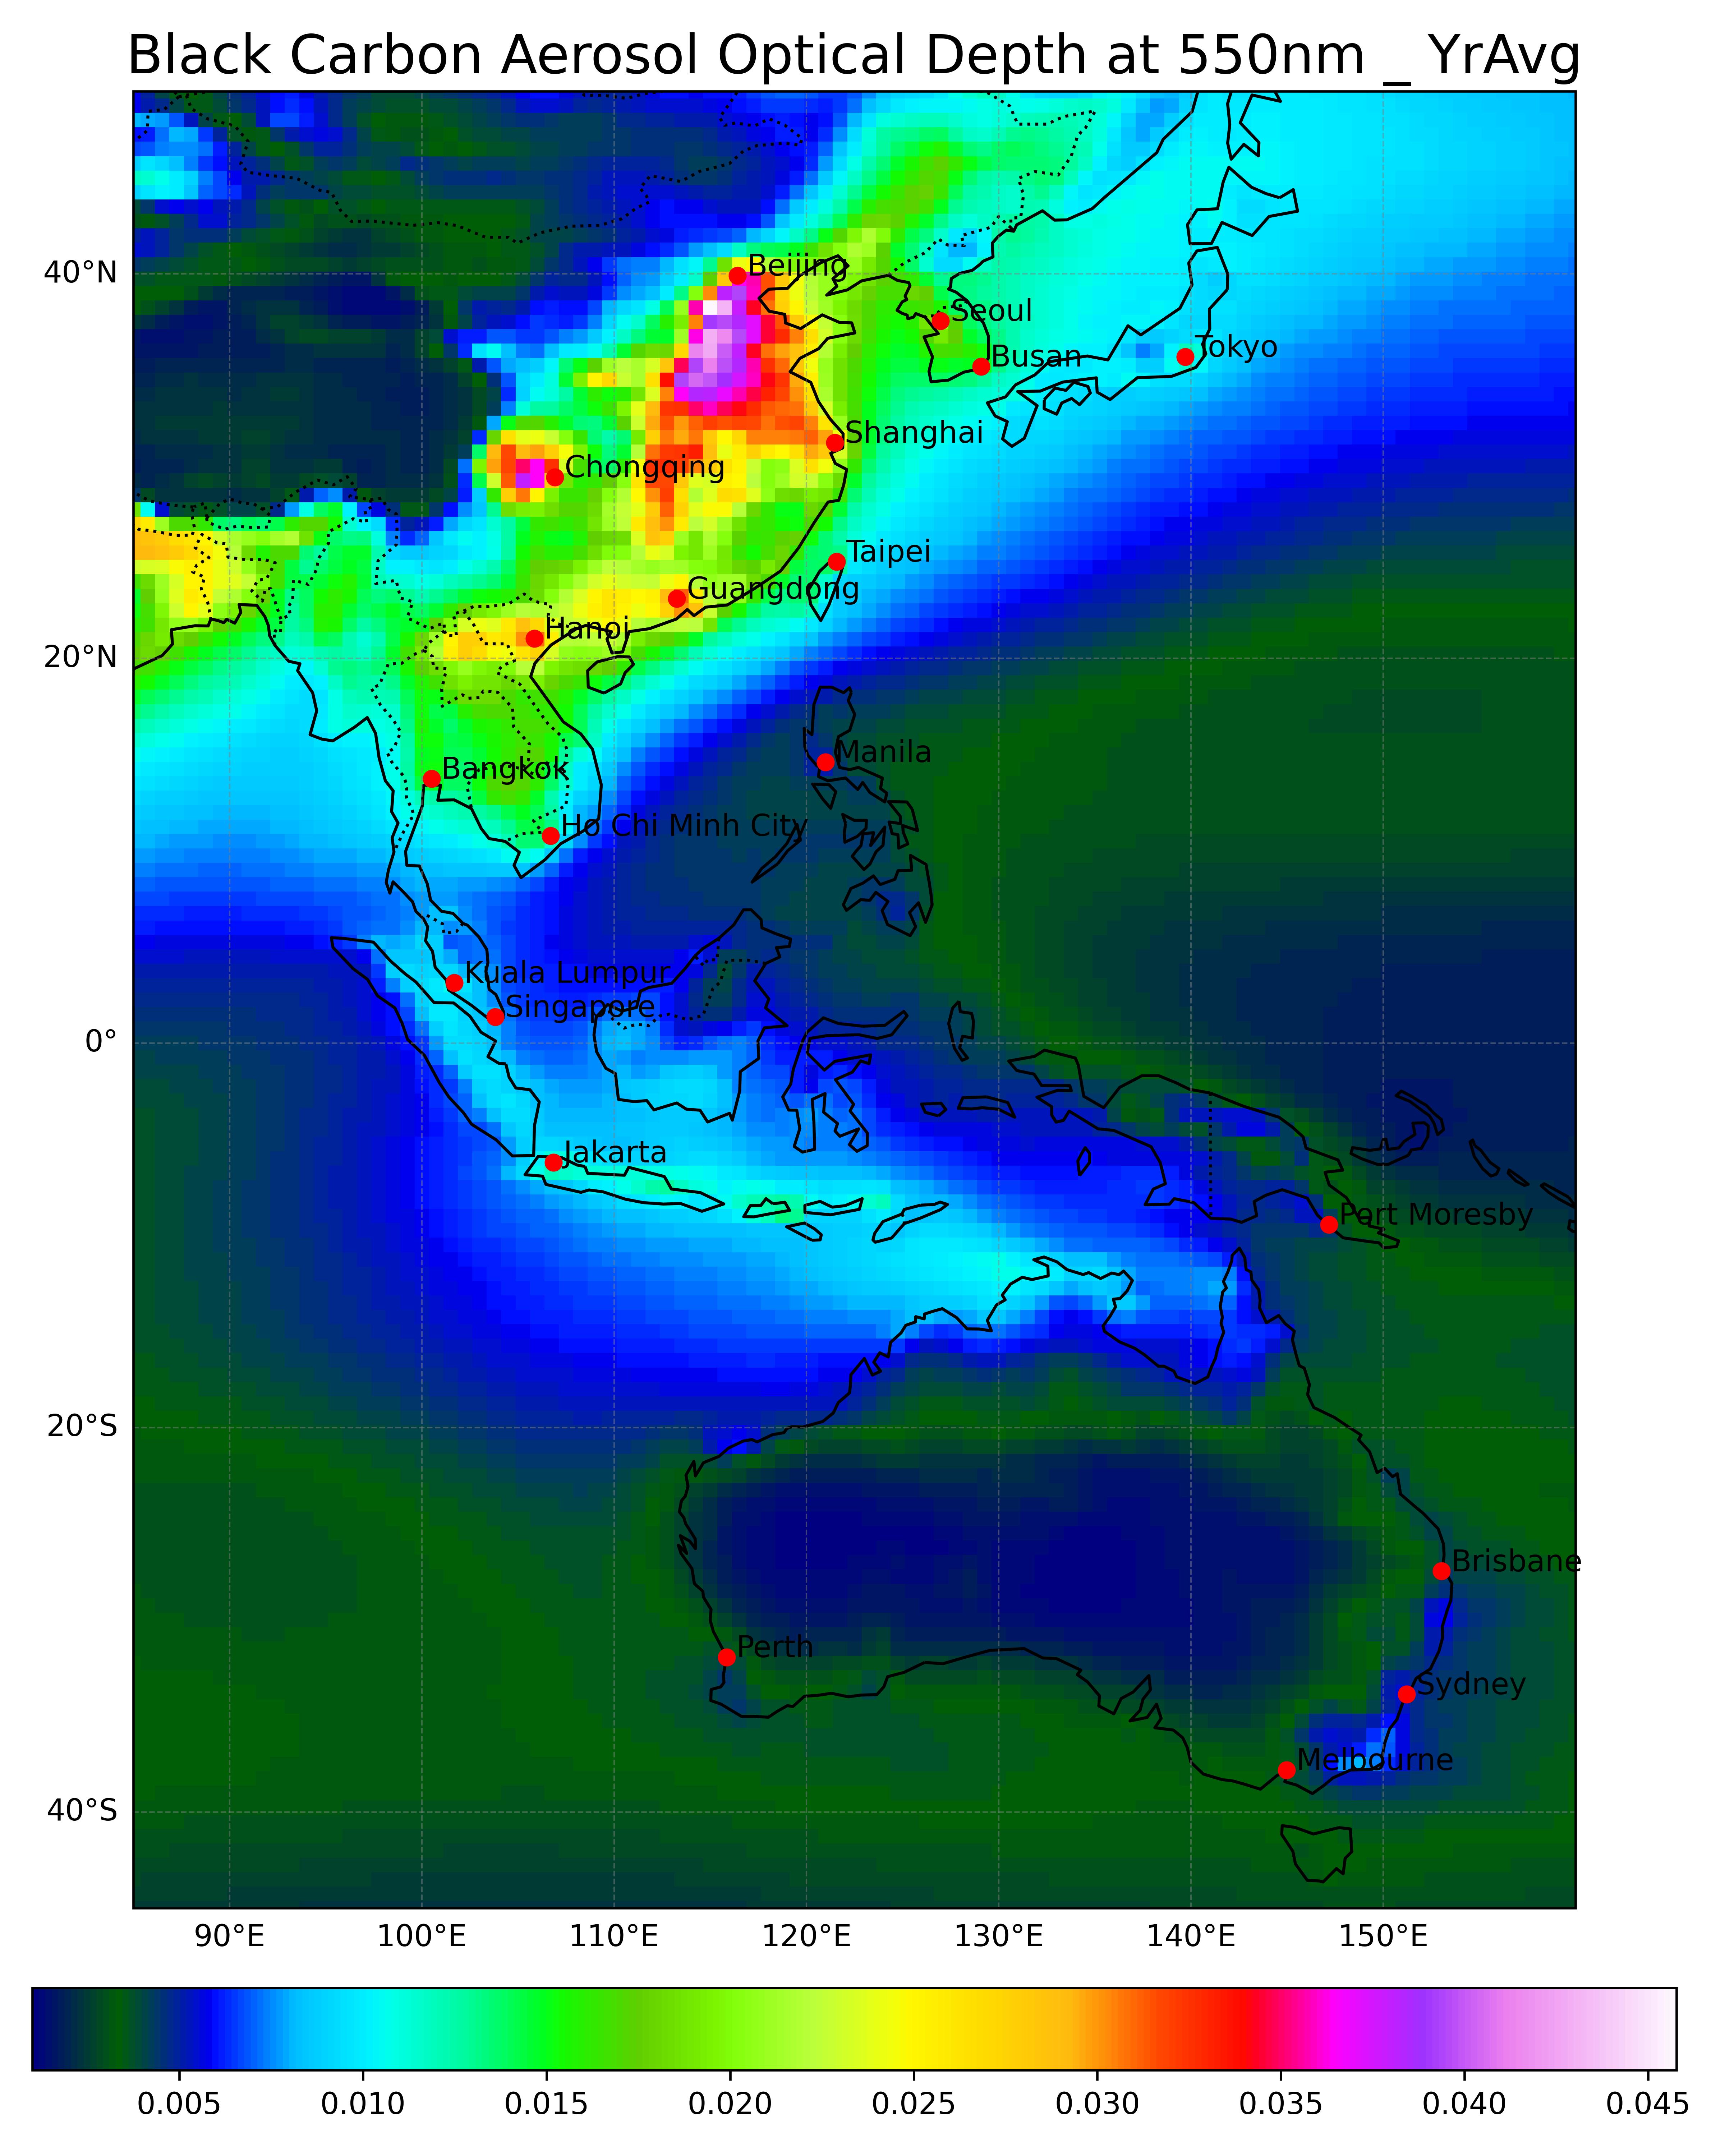 Black Carbon Aerosol Optical Depth at 550nm _ YrAvg
40°N
20°N
0°
20°S
40°S
Beijing
Seoul
Tokyo
Busan
Shanghai
Chongqing
Taipei
Guangdong
Hanoi
Manila
Bangkok
Ho Chi Minh City
Kuala Lumpur
Singapore
Jakarta
Port Moresby
Brisbane
Perth
Sydney
Melbourne
90°E 100°E 110°E 120°E 130°E 140°E 150°E
0.005 0.010 0.015 0.020 0.025 0.030 0.035 0.040 0.045